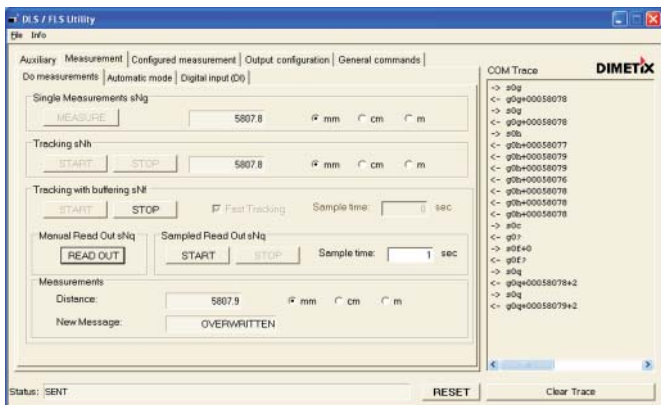 DLS / FLS Utility
File Info
Auxiliary Measurement Configured measurement Output configuration General commands
Do measurements Automatic mode Digital input (DI)
Single Measurements sNg
MEASURE 5807.8 mm cm m
Tracking sNh
START STOP 5807.8 mm cm m
Tracking with buffering sNf
START STOP Fast Tracking Sample time: 0 sec
Manual Read Out sNq
READ OUT
Sampled Read Out sNq
START STOP Sample time: 1 sec
Measurements
Distance: 5807.9 mm cm m
New Message: OVERWRITTEN
COM Trace
DIMETIX
-> s0g
<- g0g+00058078
-> s0g
<- g0g+00058078
-> s0h
<- g0h+00058077
<- g0h+00058079
<- g0h+00058079
<- g0h+00058076
<- g0h+00058078
<- g0h+00058078
<- g0h+00058078
-> s0c
<- g0?
-> s0f+0
<- g0f?
-> s0q
<- g0q+00058078+2
-> s0q
<- g0q+00058079+2
Status: SENT
RESET
Clear Trace